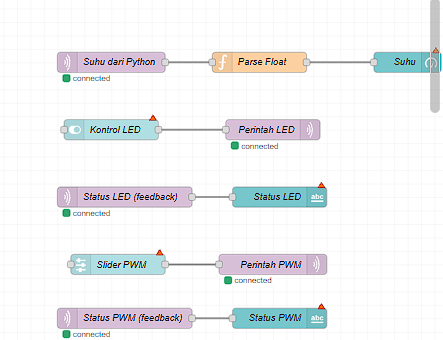 Suhu dari Python
Parse Float
Suhu
connected
Kontrol LED
Perintah LED
connected
Status LED (feedback)
Status LED
abc
connected
Slider PWM
Perintah PWM
connected
Status PWM (feedback)
Status PWM
abc
connected